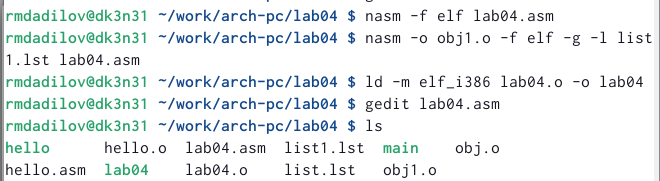 rmdadilov@dk3n31 ~/work/arch-pc/lab04 $ nasm -f elf lab04.asm
rmdadilov@dk3n31 ~/work/arch-pc/lab04 $ nasm -o obj1.o -f elf -g -l list
1.lst lab04.asm
rmdadilov@dk3n31 ~/work/arch-pc/lab04 $ ld -m elf_i386 lab04.o -o lab04
rmdadilov@dk3n31 ~/work/arch-pc/lab04 $ gedit lab04.asm
rmdadilov@dk3n31 ~/work/arch-pc/lab04 $ ls
hello      hello.o  lab04.asm  list1.lst  main    obj.o
hello.asm  lab04    lab04.o    list.lst   obj1.o